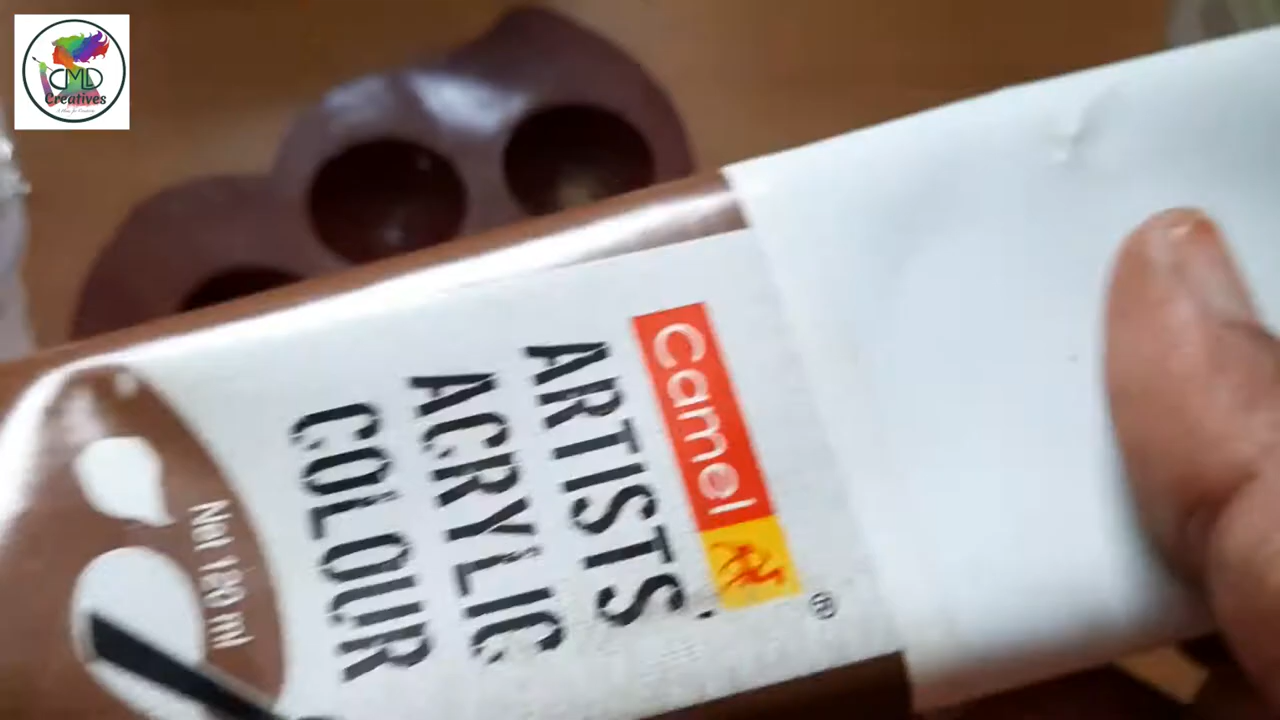 CMD
Creatives
Camel
ARTISTS'
ACRYLIC
COLOUR
Net 120 ml